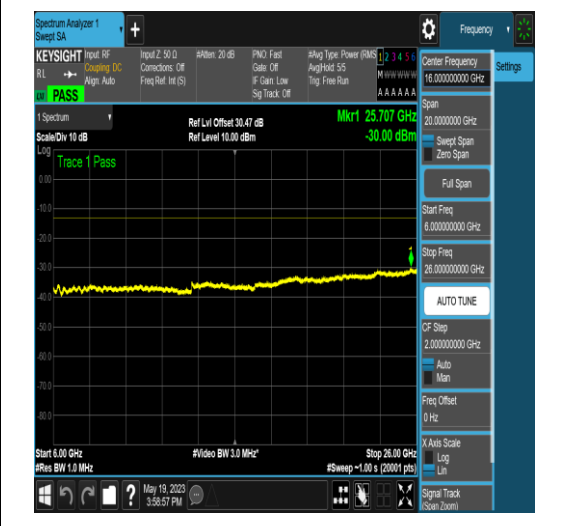 Spectrum Analyzer 1
Swept SA
+
Frequency
KEYSIGHT
RL
PASS
Input: RF
Coupling: DC
Align: Auto
Input Z: 50 Ω
Corrections: Off
Freq Ref: Int (S)
#Atten: 20 dB
PNO: Fast
Gate: Off
IF Gain: Low
Sig Track: Off
#Avg Type: Power (RMS
Avg|Hold: 5/5
Trig: Free Run
1 2 3 4 5 6
M W W W W W
A A A A A A
Center Frequency
16.000000000 GHz
Settings
1 Spectrum
Scale/Div 10 dB
Ref Lvl Offset 30.47 dB
Ref Level 10.00 dBm
Mkr1 25.707 GHz
-30.00 dBm
Log
Trace 1 Pass
0.00
-10.0
-20.0
-30.0
-40.0
-50.0
-60.0
-70.0
-80.0
1
Span
20.0000000 GHz
Swept Span
Zero Span
Full Span
Start Freq
6.000000000 GHz
Stop Freq
26.000000000 GHz
AUTO TUNE
CF Step
2.000000000 GHz
Auto
Man
Freq Offset
0 Hz
X Axis Scale
Log
Lin
Signal Track
(Span Zoom)
Start 6.00 GHz
#Res BW 1.0 MHz
#Video BW 3.0 MHz*
Stop 26.00 GHz
#Sweep ~1.00 s (20001 pts)
?
May 19, 2023
3:58:57 PM